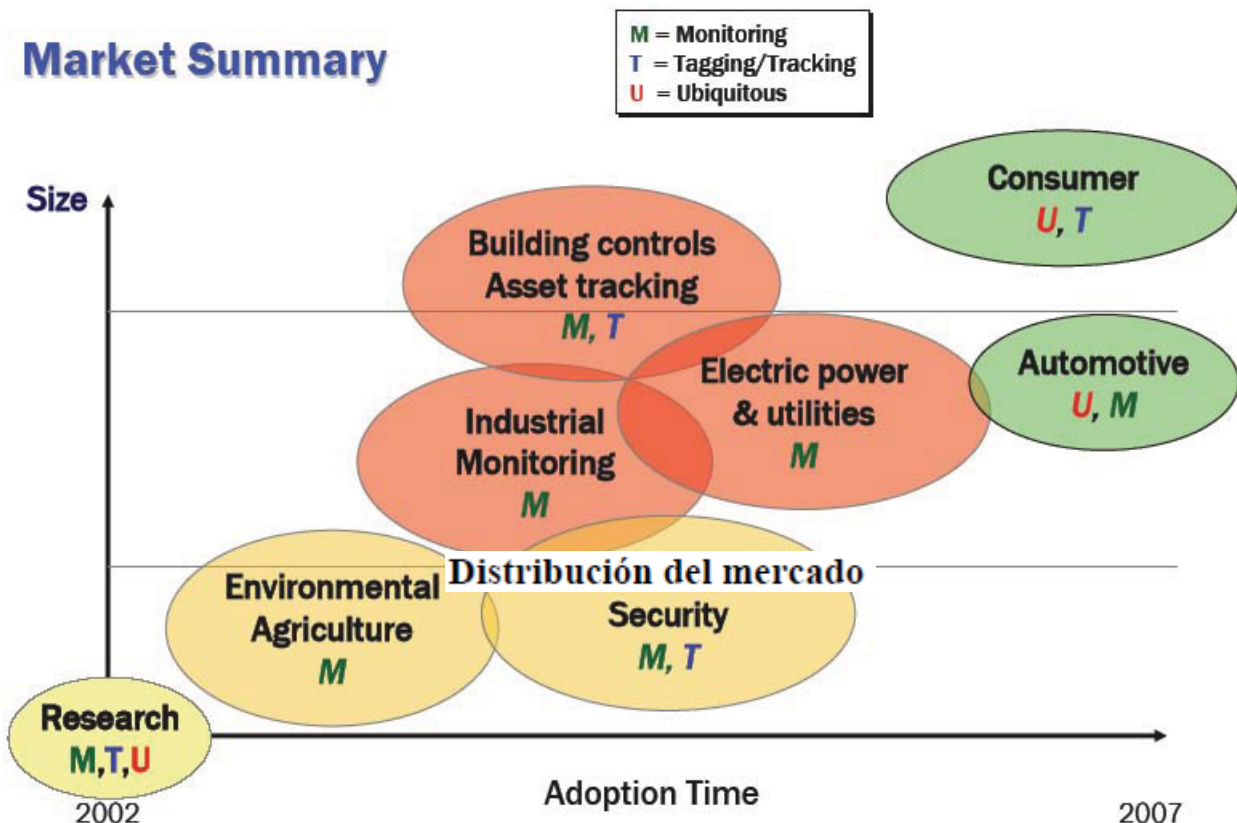 Market Summary
M = Monitoring
T = Tagging/Tracking
U = Ubiquitous
Size
Consumer
U, T
Building controls
Asset tracking
M, T
Electric power
& utilities
M
Automotive
U, M
Industrial
Monitoring
M
Distribución del mercado
Environmental
Agriculture
M
Security
M, T
Research
M,T,U
Adoption Time
2002
2007